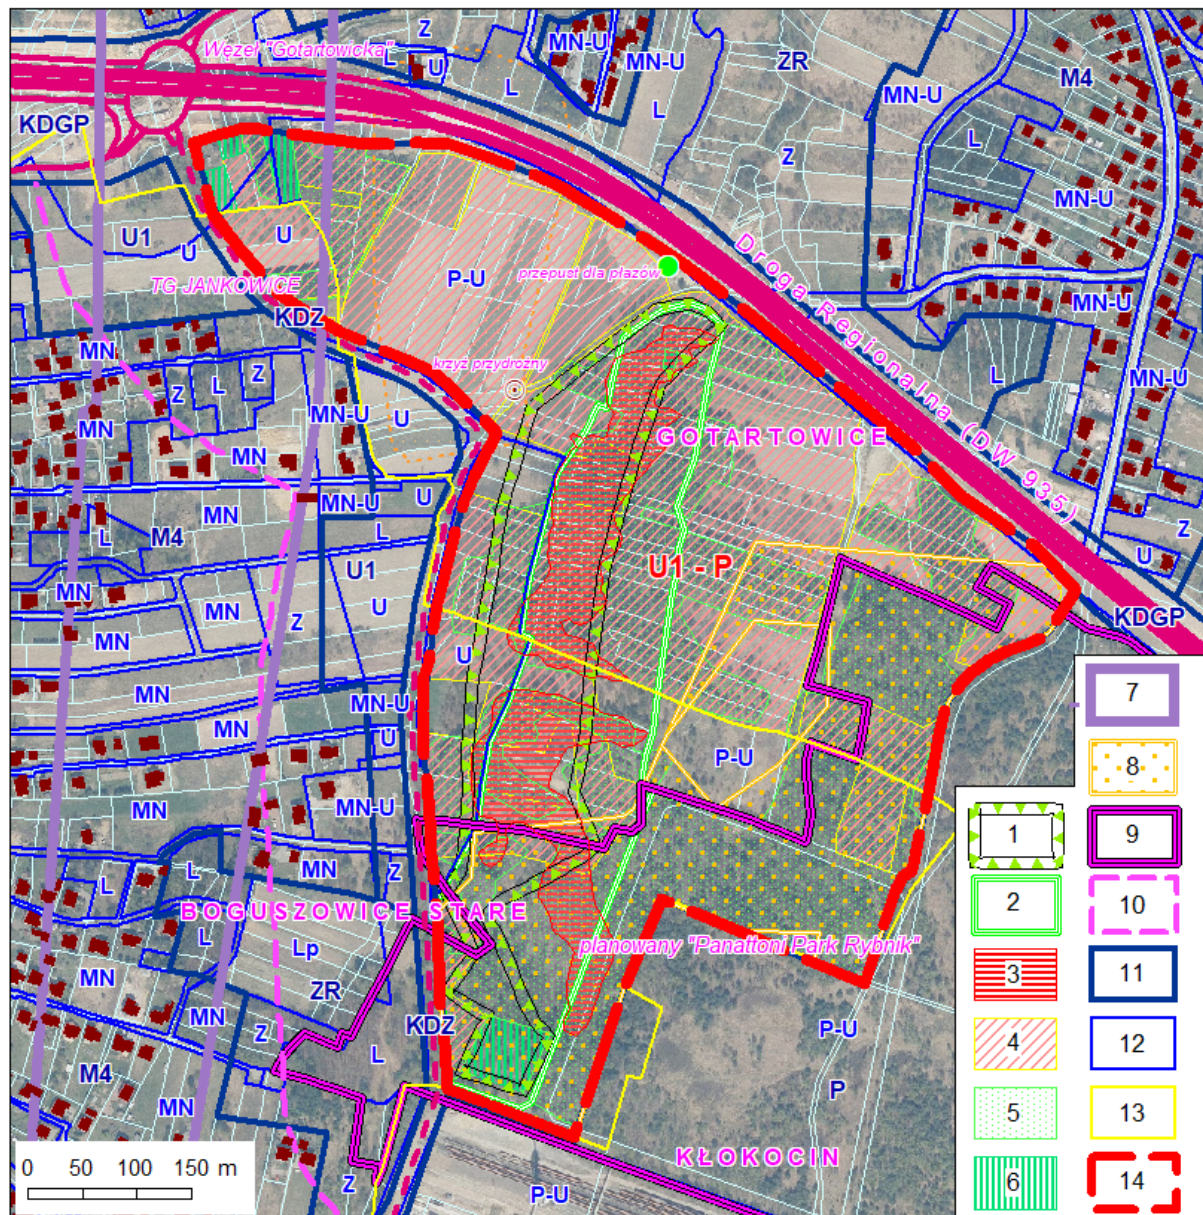 Węzeł "Gotartowicka"
Z
L
U
MN-U
MN-U
L
L
ZR
M4
MN-U
L
Z
Z
MN-U
KDGP
U1
U
U
TG JANKOWICE
P-U
przepust dla płazów
Droga Regionalna (DW 935)
KDZ
MN
MN-U
krzyż przydrożny
Z
L
Z
MN-U
U
L
MN-U
MN
MN
GOTARTOWICE
MN-U
U
L
MN
M4
L
U1
U
Z
U
MN
MN
U1 - P
MN
Z
U
KDGP
MN
MN-U
U
P-U
MN
MN-U
L
L
MN
Z
BOGUSZOWICE STARE
L
Lp
planowany "Panattoni Park Rybnik"
MN
MN
ZR
Z
KDZ
P-U
L
M4
MN
P
KŁOKOCIN
Z
P-U
0 50 100 150 m
1
2
3
4
5
6
7
8
9
10
11
12
13
14